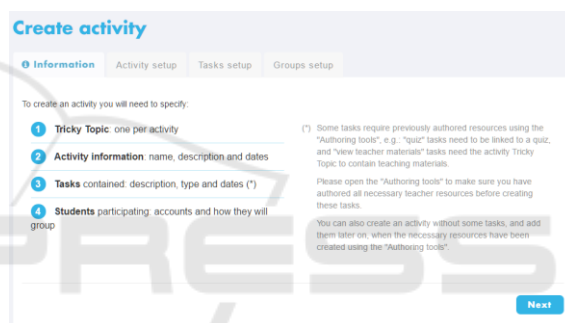 Create activity
Information Activity setup Tasks setup Groups setup
To create an activity you will need to specify:
1 Tricky Topic: one per activity
2 Activity information: name, description and dates
3 Tasks contained: description, type and dates (*)
4 Students participating: accounts and how they will
group
(*) Some tasks require previously authored resources using the
"Authoring tools", e.g.: "quiz" tasks need to be linked to a quiz,
and "view teacher materials" tasks need the activity Tricky
Topic to contain teaching materials.
Please open the "Authoring tools" to make sure you have
authored all necessary teacher resources before creating
these tasks.
You can also create an activity without some tasks, and add
them later on, when the necessary resources have been
created using the "Authoring tools".
PRESS
Next